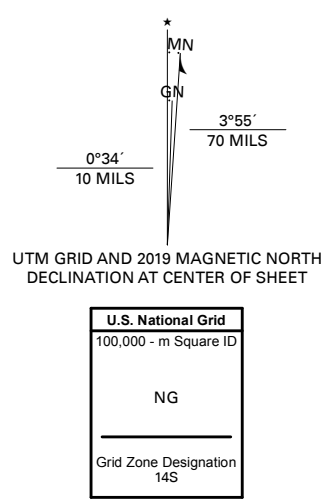 ★
MN
GN
3°55´
70 MILS
0°34´
10 MILS
UTM GRID AND 2019 MAGNETIC NORTH
DECLINATION AT CENTER OF SHEET
U.S. National Grid
100,000 - m Square ID
NG
Grid Zone Designation
14S